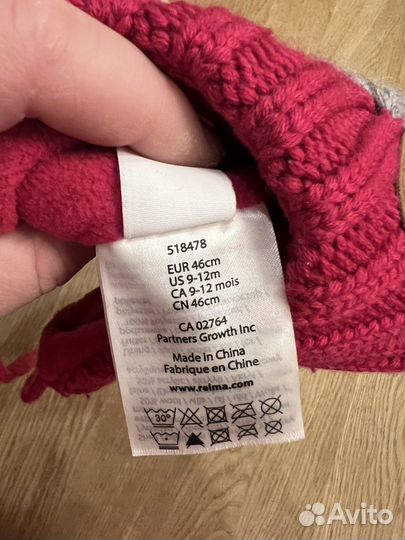 518478
EUR 46cm
US 9-12m
CA 9-12 mois
CN 46cm
CA 02764
Partners Growth Inc
Made in China
Fabrique en Chine
www.reima.com
30°
Avito